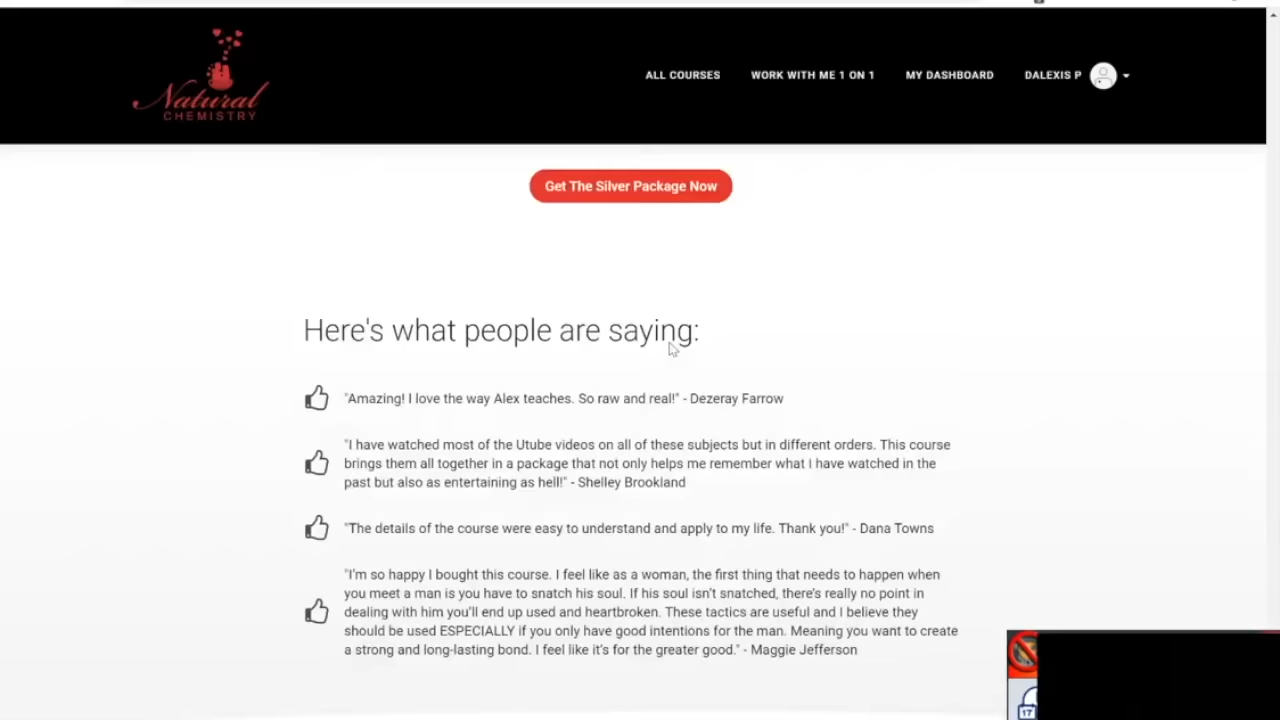 Natural
CHEMISTRY
ALL COURSES
WORK WITH ME 1 ON 1
MY DASHBOARD
DALEXIS P
Get The Silver Package Now
Here's what people are saying:
"Amazing! I love the way Alex teaches. So raw and real!" - Dezeray Farrow
"I have watched most of the Utube videos on all of these subjects but in different orders. This course
brings them all together in a package that not only helps me remember what I have watched in the
past but also as entertaining as hell!" - Shelley Brookland
"The details of the course were easy to understand and apply to my life. Thank you!" - Dana Towns
"I'm so happy I bought this course. I feel like as a woman, the first thing that needs to happen when
you meet a man is you have to snatch his soul. If his soul isn't snatched, there's really no point in
dealing with him you'll end up used and heartbroken. These tactics are useful and I believe they
should be used ESPECIALLY if you only have good intentions for the man. Meaning you want to create
a strong and long-lasting bond. I feel like it's for the greater good." - Maggie Jefferson
17